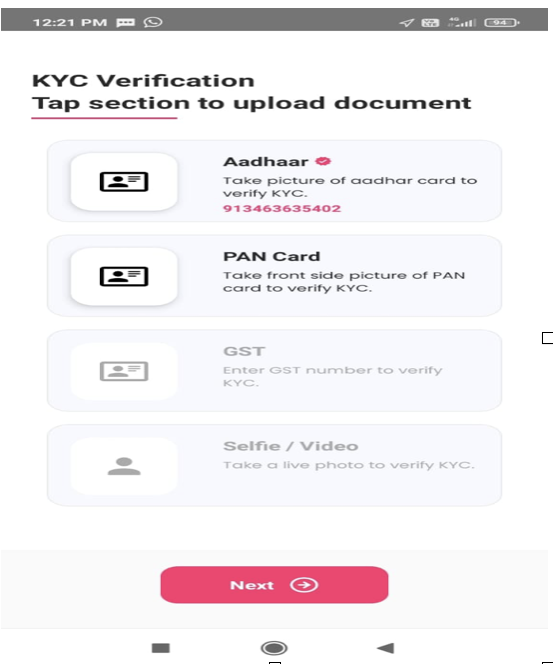 12:21 PM
4G
94
KYC Verification
Tap section to upload document
Aadhaar
Take picture of aadhar card to
verify KYC.
913463635402
PAN Card
Take front side picture of PAN
card to verify KYC.
GST
Enter GST number to verify
KYC.
Selfie / Video
Take a live photo to verify KYC.
Next